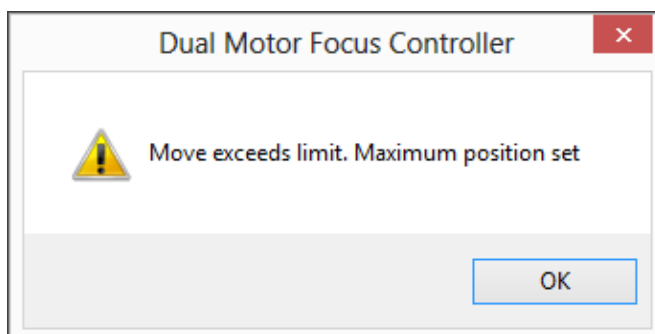 Dual Motor Focus Controller
Move exceeds limit. Maximum position set
OK